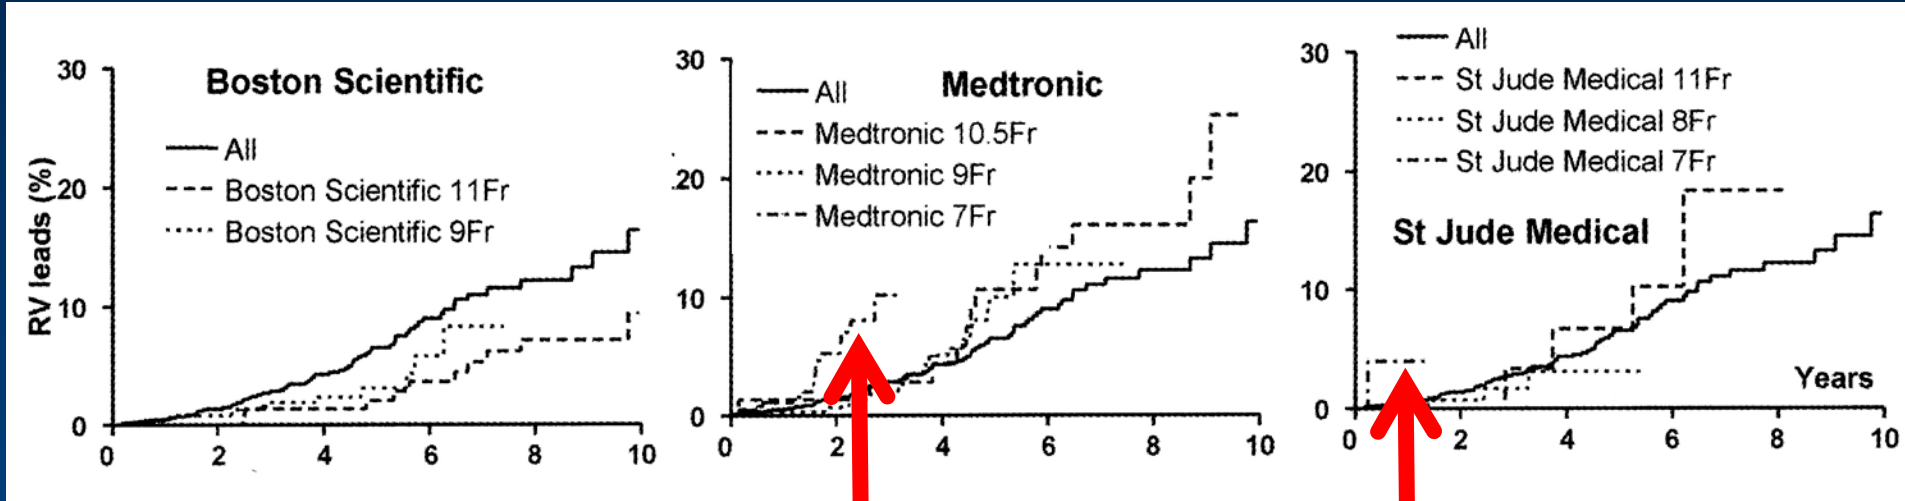 RV leads (%)
30
20
10
0
Boston Scientific
All
Boston Scientific 11Fr
Boston Scientific 9Fr
0 2 4 6 8 10
30
20
10
0
Medtronic
All
Medtronic 10.5Fr
Medtronic 9Fr
Medtronic 7Fr
0 2 4 6 8 10
30
20
10
0
All
St Jude Medical 11Fr
St Jude Medical 8Fr
St Jude Medical 7Fr
St Jude Medical
Years
0 2 4 6 8 10